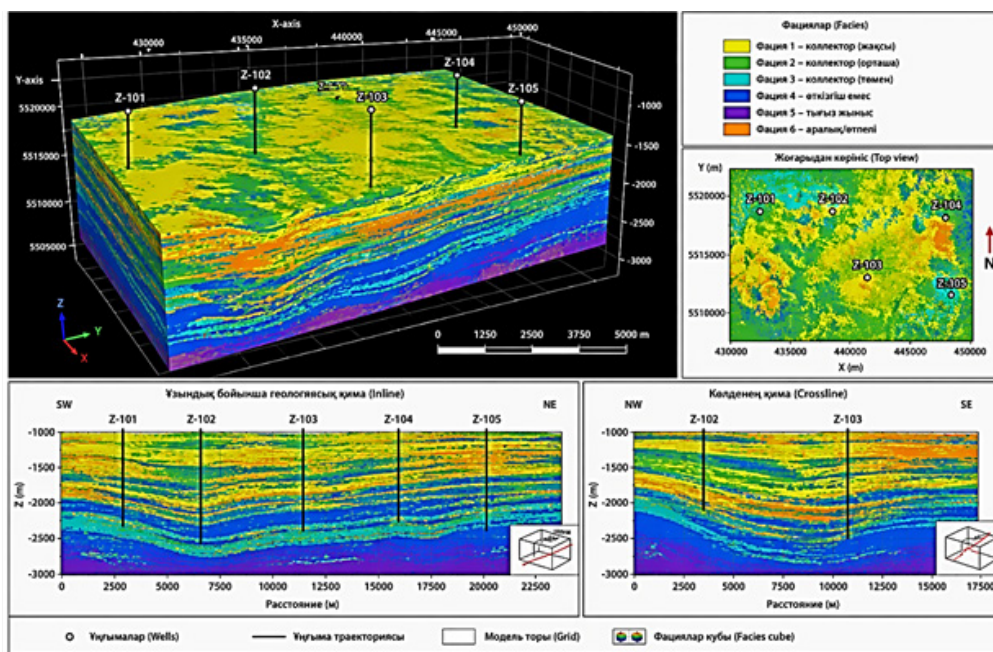 X-axis
430000
435000
440000
445000
450000
Y-axis
5520000
5515000
5510000
5505000
Z-101
Z-102
Z-103
Z-104
Z-105
-1000
-1500
-2000
-2500
-3000
Z
Y
X
0 1250 2500 3750 5000 m
Фациялар (Facies)
Фация 1 – коллектор (жақсы)
Фация 2 – коллектор (орташа)
Фация 3 – коллектор (төмен)
Фация 4 – өткізгіш емес
Фация 5 – тығыз жыныс
Фация 6 – аралық/өтпелі
Жоғарыдан көрініс (Top view)
Y (m)
5520000
5515000
5510000
Z-101
Z-102
Z-104
Z-103
Z-105
N
430000 435000 440000 445000 450000
X (m)
Ұзындық бойынша геологиясық қима (Inline)
SW
NE
Z-101 Z-102 Z-103 Z-104 Z-105
Z (m)
-1000
-1500
-2000
-2500
-3000
0 2500 5000 7500 10000 12500 15000 17500 20000 22500
Расстояние (м)
Көлденең қима (Crossline)
NW
SE
Z-102 Z-103
Z (m)
-1000
-1500
-2000
-2500
-3000
0 2500 5000 7500 10000 12500 15000 17500
Расстояние (м)
Ұңғымалар (Wells)
Ұңғыма траекториясы
Модель торы (Grid)
Фациялар кубы (Facies cube)